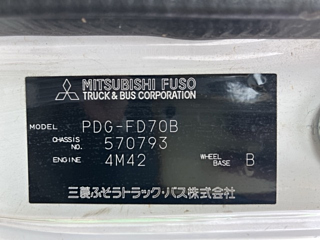 MITSUBISHI FUSO
TRUCK & BUS CORPORATION
MODEL PDG-FD70B
CHASSIS NO. 570793
ENGINE 4M42 WHEEL BASE B
三菱ふそうトラック・バス株式会社